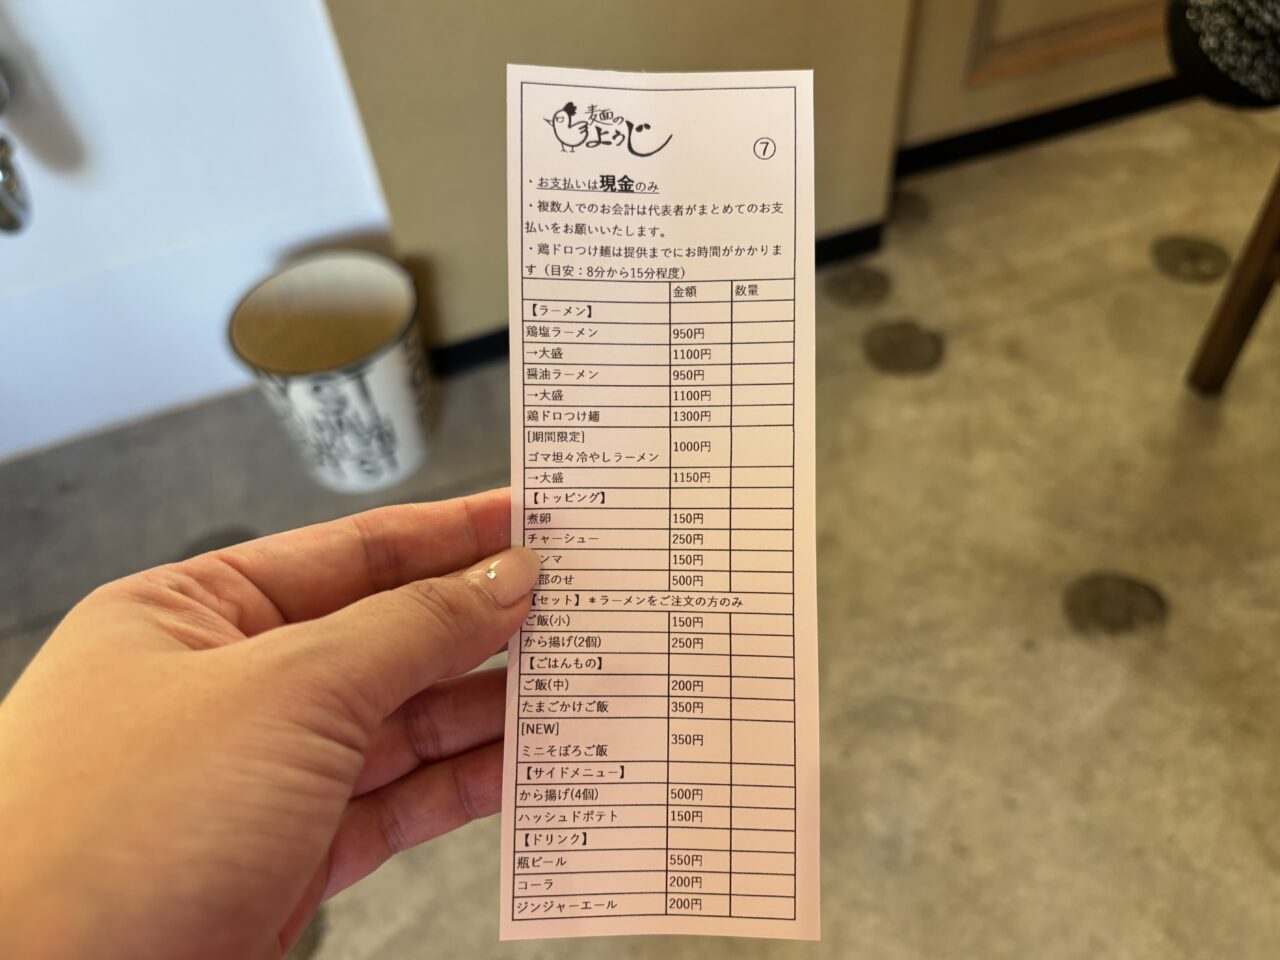 麺の
ちようじ
⑦
・お支払いは現金のみ
・複数人でのお会計は代表者がまとめてのお支
払いをお願いいたします。
・鶏ドロつけ麺は提供までにお時間がかかりま
す（目安：8分から15分程度）
金額 数量
【ラーメン】
鶏塩ラーメン 950円
→大盛 1100円
醤油ラーメン 950円
→大盛 1100円
鶏ドロつけ麺 1300円
[期間限定]
ゴマ坦々冷やしラーメン 1000円
→大盛 1150円
【トッピング】
煮卵 150円
チャーシュー 250円
ンマ 150円
部のせ 500円
【セット】＊ラーメンをご注文の方のみ
ご飯(小) 150円
から揚げ(2個) 250円
【ごはんもの】
ご飯(中) 200円
たまごかけご飯 350円
[NEW]
ミニそぼろご飯 350円
【サイドメニュー】
から揚げ(4個) 500円
ハッシュドポテト 150円
【ドリンク】
瓶ビール 550円
コーラ 200円
ジンジャーエール 200円